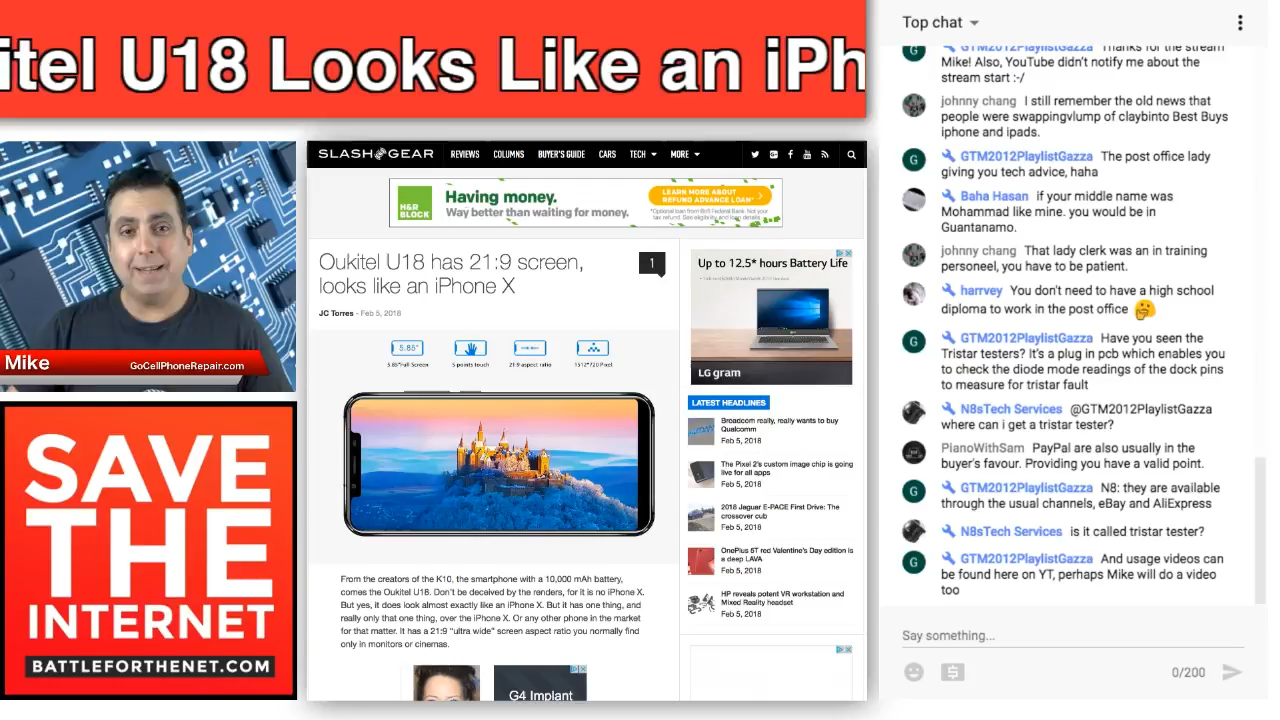 itel U18 Looks Like an iPh
Mike
GoCellPhoneRepair.com
SAVE
THE
INTERNET
BATTLEFORTHENET.COM
SLASHGEAR REVIEWS COLUMNS BUYER'S GUIDE CARS TECH MORE
H&R BLOCK
Having money.
Way better than waiting for money.
LEARN MORE ABOUT
REFUND ADVANCE LOAN*
Oukitel U18 has 21:9 screen,
looks like an iPhone X
1
JC Torres - Feb 5, 2018
5.85"
5.85"Full Screen
5 points touch
21:9 aspect ratio
1512*720 Pixel
From the creators of the K10, the smartphone with a 10,000 mAh battery,
comes the Oukitel U18. Don't be deceived by the renders, for it is no iPhone X.
But yes, it does look almost exactly like an iPhone X. But it has one thing, and
really only that one thing, over the iPhone X. Or any other phone in the market
for that matter. It has a 21:9 "ultra wide" screen aspect ratio you normally find
only in monitors or cinemas.
G4 Implant
Up to 12.5* hours Battery Life
LG gram
LATEST HEADLINES
Broadcom really, really wants to buy
Qualcomm
Feb 5, 2018
The Pixel 2's custom image chip is going
live for all apps
Feb 5, 2018
2018 Jaguar E-PACE First Drive: The
crossover cub
Feb 5, 2018
OnePlus 5T red Valentine's Day edition is
a deep LAVA
Feb 5, 2018
HP reveals potent VR workstation and
Mixed Reality headset
Feb 5, 2018
Top chat
G GTM2012PlaylistGazza Thanks for the stream
Mike! Also, YouTube didn't notify me about the
stream start :-/
johnny chang I still remember the old news that
people were swappingvlump of claybinto Best Buys
iphone and ipads.
G GTM2012PlaylistGazza The post office lady
giving you tech advice, haha
Baha Hasan if your middle name was
Mohammad like mine. you would be in
Guantanamo.
johnny chang That lady clerk was an in training
personeel, you have to be patient.
harrvey You don't need to have a high school
diploma to work in the post office
G GTM2012PlaylistGazza Have you seen the
Tristar testers? It's a plug in pcb which enables you
to check the diode mode readings of the dock pins
to measure for tristar fault
N8sTech Services @GTM2012PlaylistGazza
where can i get a tristar tester?
PianoWithSam PayPal are also usually in the
buyer's favour. Providing you have a valid point.
G GTM2012PlaylistGazza N8: they are available
through the usual channels, eBay and AliExpress
N8sTech Services is it called tristar tester?
G GTM2012PlaylistGazza And usage videos can
be found here on YT, perhaps Mike will do a video
too
Say something...
0/200